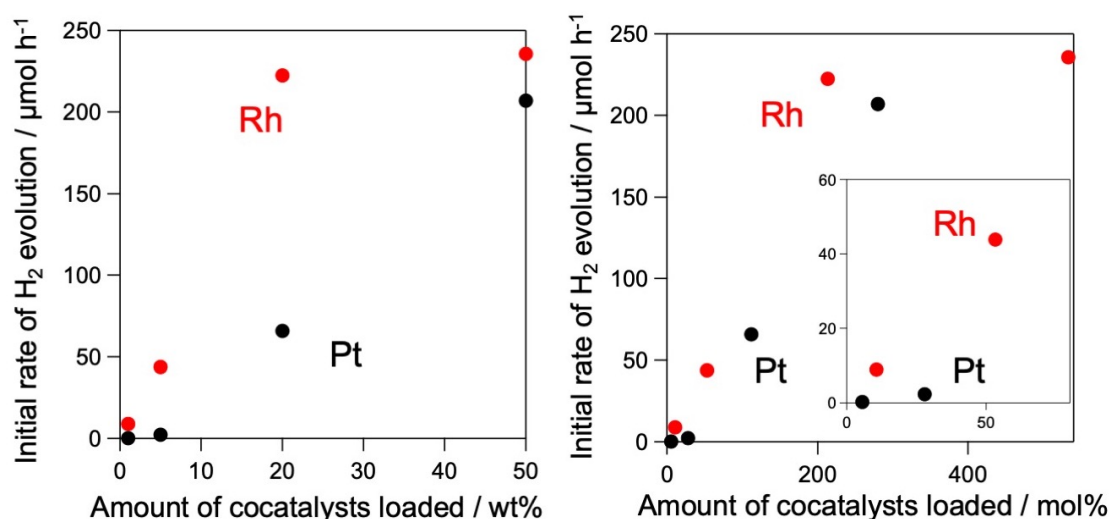 Initial rate of H₂ evolution / μmol h⁻¹
250
200
150
100
50
0
Rh
Pt
0 10 20 30 40 50
Amount of cocatalysts loaded / wt%
Initial rate of H₂ evolution / μmol h⁻¹
250
200
150
100
50
0
Rh
Pt
60
40
20
0
Rh
Pt
0 50
0 200 400
Amount of cocatalysts loaded / mol%